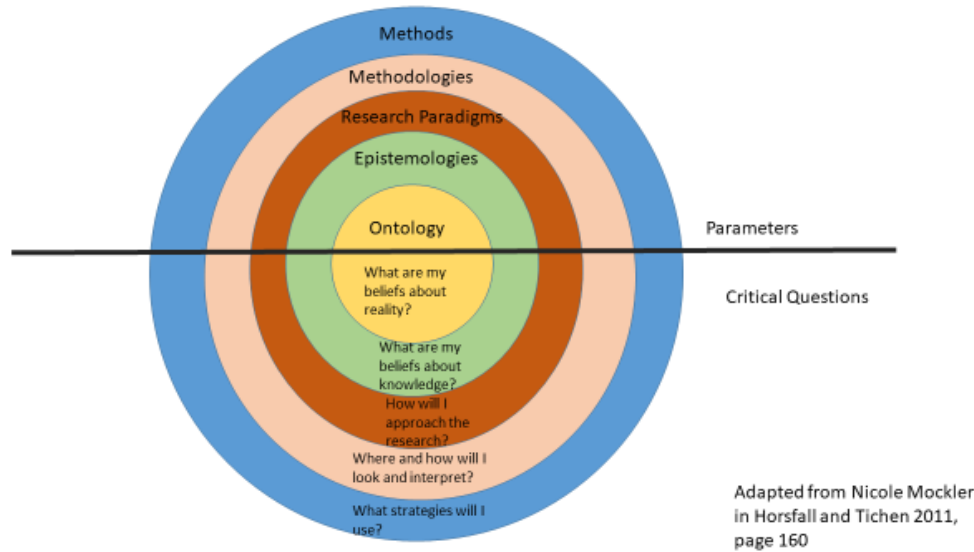 Methods
Methodologies
Research Paradigms
Epistemologies
Ontology
Parameters
What are my
beliefs about
reality?
Critical Questions
What are my
beliefs about
knowledge?
How will I
approach the
research?
Where and how will I
look and interpret?
What strategies will I
use?
Adapted from Nicole Mockler
in Horsfall and Tichen 2011,
page 160